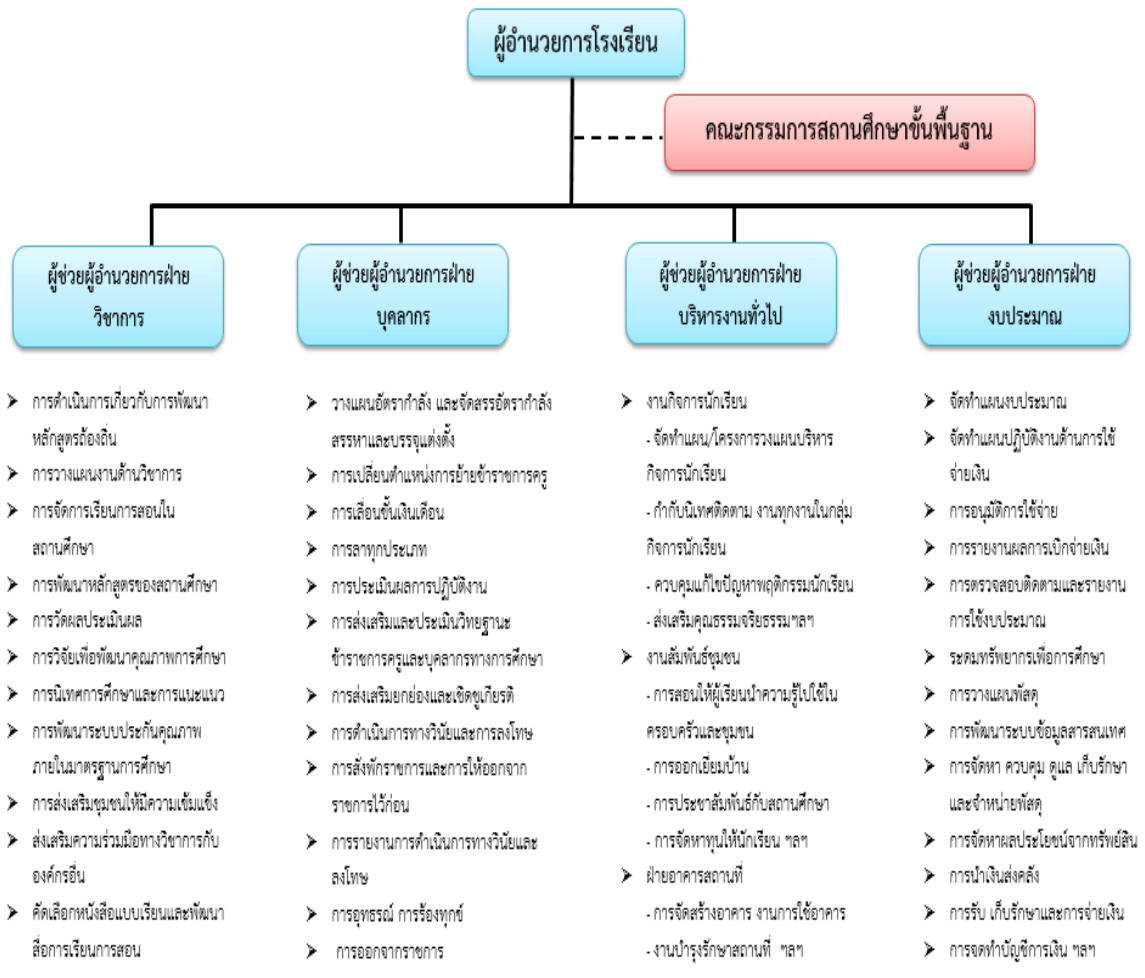 ผู้อำนวยการโรงเรียน
คณะกรรมการสถานศึกษาขั้นพื้นฐาน
ผู้ช่วยผู้อำนวยการฝ่าย
วิชาการ
➢ การดำเนินการเกี่ยวกับการพัฒนา
หลักสูตรถ้องถิ่น
➢ การวางแผนงานด้านวิชาการ
➢ การจัดการเรียนการสอนใน
สถานศึกษา
➢ การพัฒนาหลักสูตรของสถานศึกษา
➢ การวัดผลประเมินผล
➢ การวิจัยเพื่อพัฒนาคุณภาพการศึกษา
➢ การนิเทศการศึกษาและการแนะแนว
➢ การพัฒนาระบบประกันคุณภาพ
ภายในมาตรฐานการศึกษา
➢ การส่งเสริมชุมชนให้มีความเข้มแข็ง
➢ ส่งเสริมความร่วมมือทางวิชาการกับ
องค์กรอื่น
➢ คัดเลือกหนังสือแบบเรียนและพัฒนา
สื่อการเรียนการสอน
ผู้ช่วยผู้อำนวยการฝ่าย
บุคลากร
➢ วางแผนอัตรากำลัง และจัดสรรอัตรากำลัง
สรรหาและบรรจุแต่งตั้ง
➢ การเปลี่ยนตำแหน่งการย้ายข้าราชการครู
➢ การเลื่อนขั้นเงินเดือน
➢ การลาทุกประเภท
➢ การประเมินผลการปฏิบัติงาน
➢ การส่งเสริมและประเมินวิทยฐานะ
ข้าราชการครูและบุคลากรทางการศึกษา
➢ การส่งเสริมยกย่องและเชิดชูเกียรติ
➢ การดำเนินการทางวินัยและการลงโทษ
➢ การสั่งพักราชการและการให้ออกจาก
ราชการไว้ก่อน
➢ การรายงานการดำเนินการทางวินัยและ
ลงโทษ
➢ การอุทธรณ์ การร้องทุกข์
➢ การออกจากราชการ
ผู้ช่วยผู้อำนวยการฝ่าย
บริหารงานทั่วไป
➢ งานกิจการนักเรียน
- จัดทำแผน/โครงการวงแผนบริหาร
กิจการนักเรียน
- กำกับนิเทศติดตาม งานทุกงานในกลุ่ม
กิจการนักเรียน
- ควบคุมแก้ไขปัญหาพฤติกรรมนักเรียน
- ส่งเสริมคุณธรรมจริยธรรมฯลฯ
➢ งานสัมพันธ์ชุมชน
- การสอนให้ผู้เรียนนำความรู้ไปใช้ใน
ครอบครัวและชุมชน
- การออกเยี่ยมบ้าน
- การประชาสัมพันธ์กับสถานศึกษา
- การจัดหาทุนให้นักเรียน ฯลฯ
➢ ฝ่ายอาคารสถานที่
- การจัดสร้างอาคาร งานการใช้อาคาร
- งานบำรุงรักษาสถานที่ ฯลฯ
ผู้ช่วยผู้อำนวยการฝ่าย
งบประมาณ
➢ จัดทำแผนงบประมาณ
➢ จัดทำแผนปฏิบัติงานด้านการใช้
จ่ายเงิน
➢ การอนุมัติการใช้จ่าย
➢ การรายงานผลการเบิกจ่ายเงิน
➢ การตรวจสอบติดตามและรายงาน
การใช้งบประมาณ
➢ ระดมทรัพยากรเพื่อการศึกษา
➢ การวางแผนพัสดุ
➢ การพัฒนาระบบข้อมูลสารสนเทศ
➢ การจัดหา ควบคุม ดูแล เก็บรักษา
และจำหน่ายพัสดุ
➢ การจัดหาผลประโยชน์จากทรัพย์สิน
➢ การนำเงินส่งคลัง
➢ การรับ เก็บรักษาและการจ่ายเงิน
➢ การจดทำบัญชีการเงิน ฯลฯ